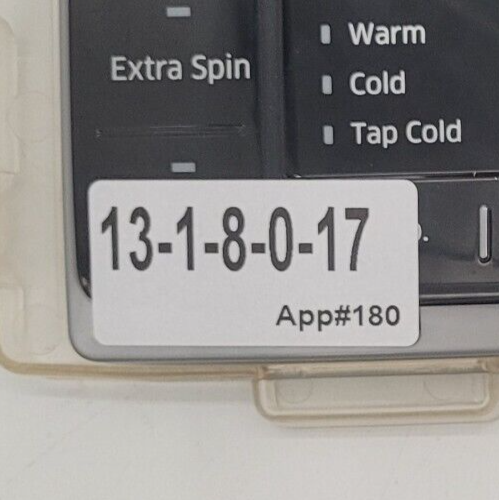 Extra Spin
Warm
Cold
Tap Cold
13-1-8-0-17
App#180